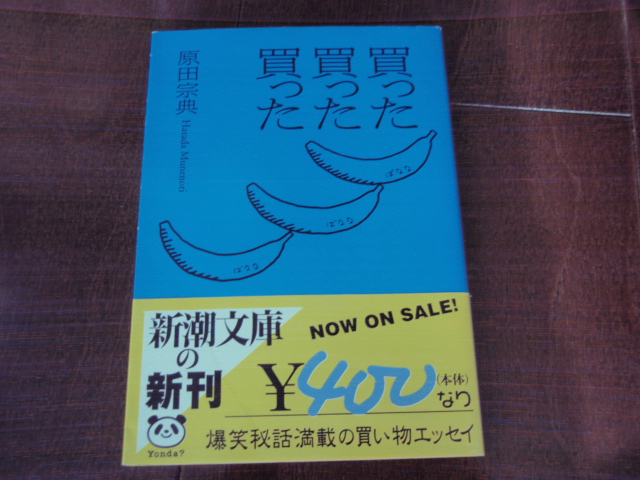 買った
買った
買った
原田宗典
Harada Munenori
ばなな
ばなな
ばなな
新潮文庫
の
新刊
Yonda?
NOW ON SALE!
¥400(本体)
なり
爆笑秘話満載の買い物エッセイ